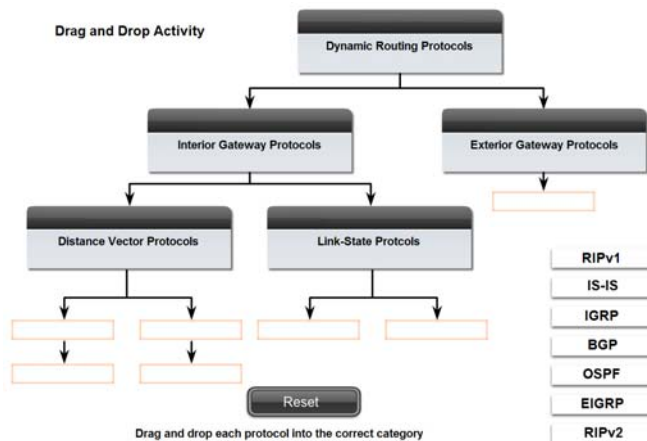 Drag and Drop Activity
Dynamic Routing Protocols
Interior Gateway Protocols
Exterior Gateway Protocols
Distance Vector Protocols
Link-State Protcols
RIPv1
IS-IS
IGRP
BGP
OSPF
EIGRP
RIPv2
Reset
Drag and drop each protocol into the correct category